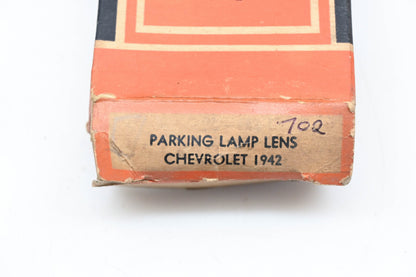 702
PARKING LAMP LENS
CHEVROLET 1942